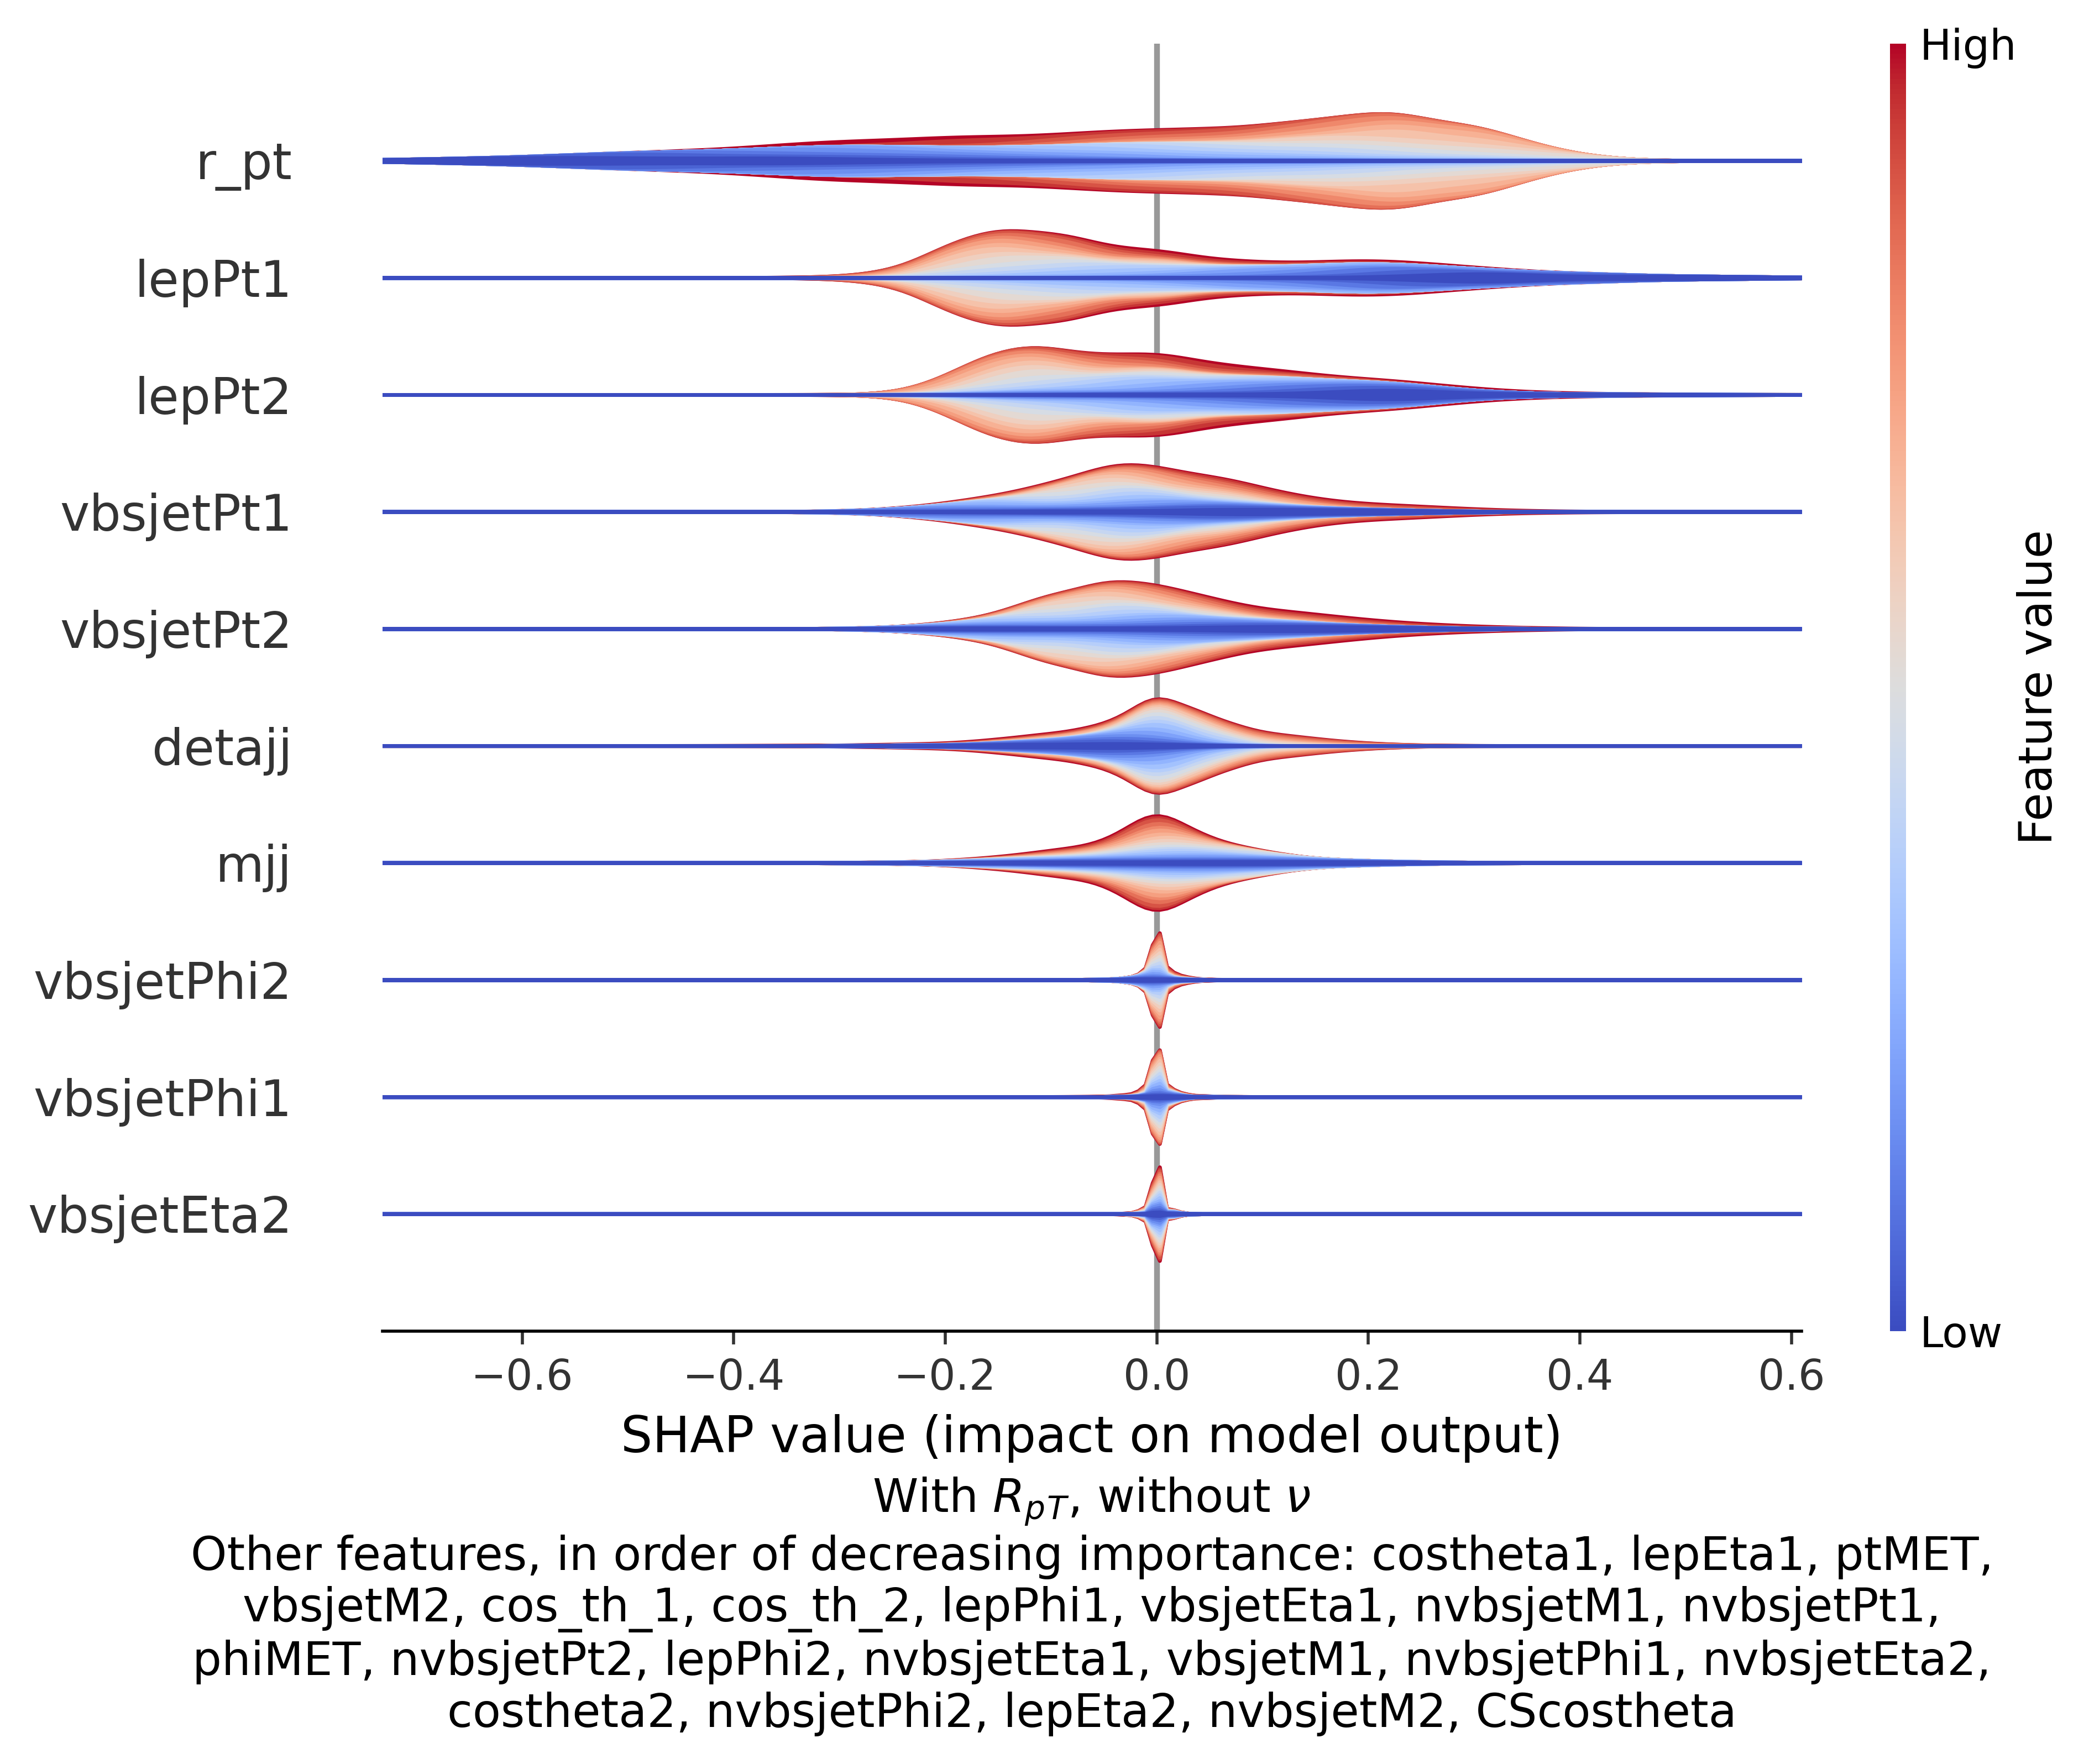 High
r_pt
lepPt1
lepPt2
vbsjetPt1
vbsjetPt2
detajj
mjj
vbsjetPhi2
vbsjetPhi1
vbsjetEta2
Feature value
Low
−0.6 −0.4 −0.2 0.0 0.2 0.4 0.6
SHAP value (impact on model output)
With $R_{pT}$, without ν
Other features, in order of decreasing importance: costheta1, lepEta1, ptMET,
vbsjetM2, cos_th_1, cos_th_2, lepPhi1, vbsjetEta1, nvbsjetM1, nvbsjetPt1,
phiMET, nvbsjetPt2, lepPhi2, nvbsjetEta1, vbsjetM1, nvbsjetPhi1, nvbsjetEta2,
costheta2, nvbsjetPhi2, lepEta2, nvbsjetM2, CScostheta